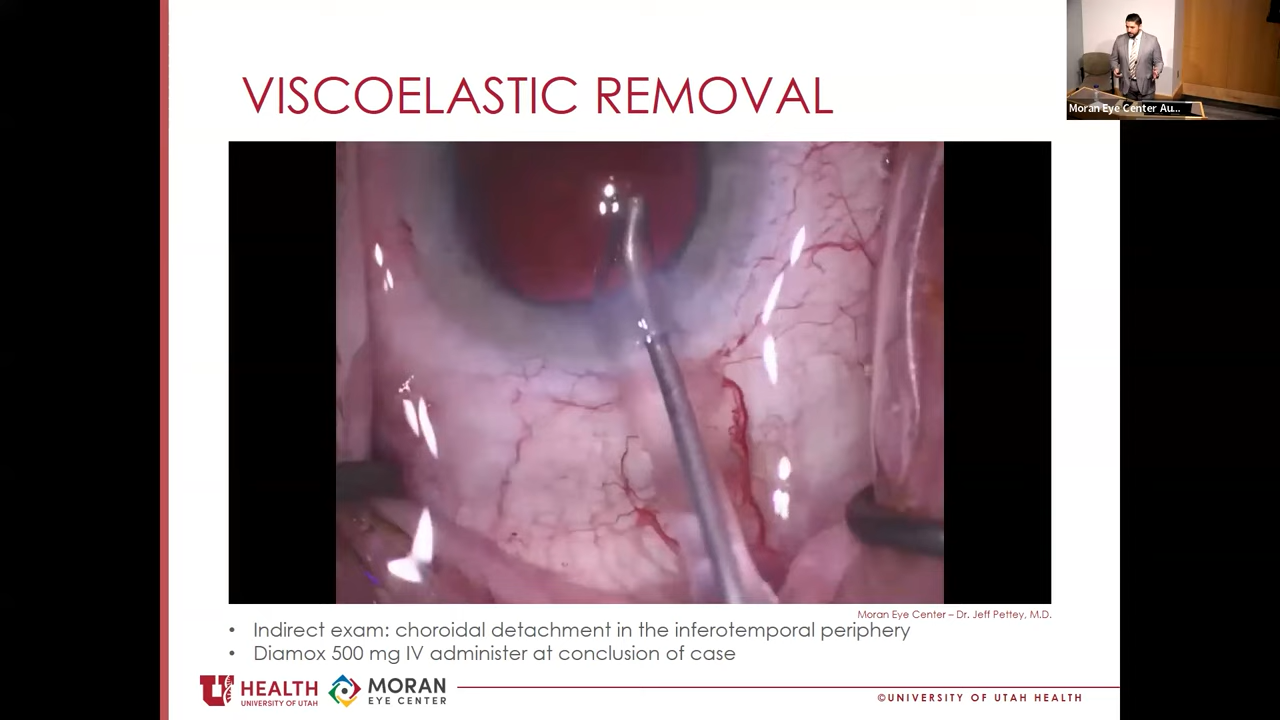 VISCOELASTIC REMOVAL
Moran Eye Center Au...
Moran Eye Center – Dr. Jeff Pettey, M.D.
• Indirect exam: choroidal detachment in the inferotemporal periphery
• Diamox 500 mg IV administer at conclusion of case
U HEALTH
UNIVERSITY OF UTAH
MORAN
EYE CENTER
©UNIVERSITY OF UTAH HEALTH